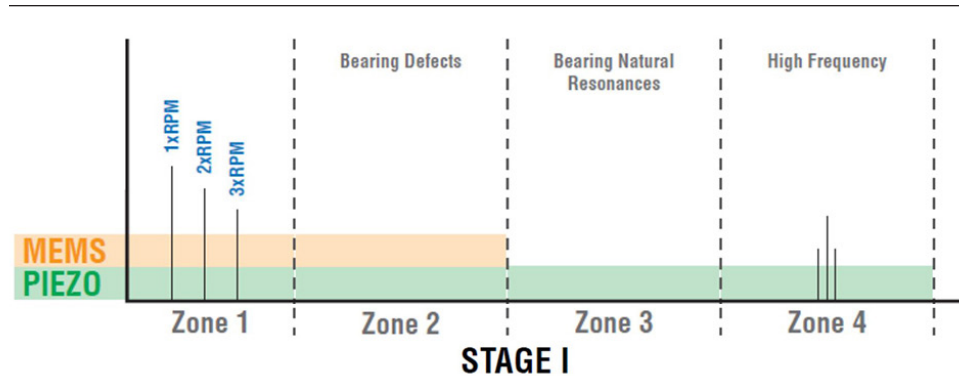 Bearing Defects
Bearing Natural
Resonances
High Frequency
1xRPM
2xRPM
3xRPM
MEMS
PIEZO
Zone 1
Zone 2
Zone 3
Zone 4
STAGE I